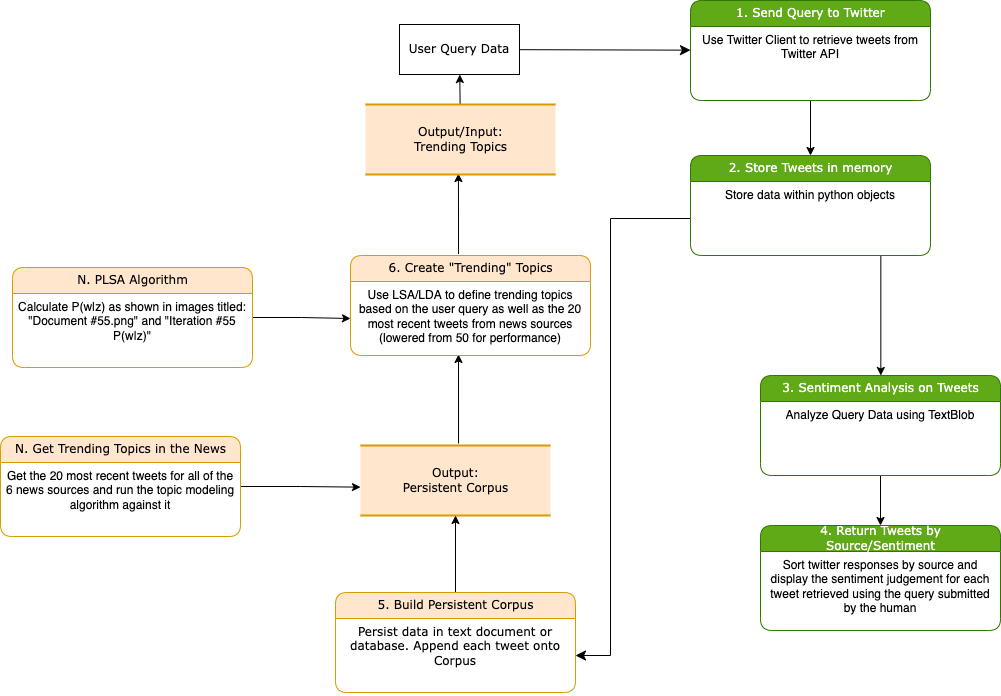 1. Send Query to Twitter
Use Twitter Client to retrieve tweets from
Twitter API
User Query Data
Output/Input:
Trending Topics
2. Store Tweets in memory
Store data within python objects
N. PLSA Algorithm
Calculate P(wlz) as shown in images titled:
"Document #55.png" and "Iteration #55
P(wlz)"
6. Create "Trending" Topics
Use LSA/LDA to define trending topics
based on the user query as well as the 20
most recent tweets from news sources
(lowered from 50 for performance)
3. Sentiment Analysis on Tweets
Analyze Query Data using TextBlob
N. Get Trending Topics in the News
Get the 20 most recent tweets for all of the
6 news sources and run the topic modeling
algorithm against it
Output:
Persistent Corpus
4. Return Tweets by
Source/Sentiment
Sort twitter responses by source and
display the sentiment judgement for each
tweet retrieved using the query submitted
by the human
5. Build Persistent Corpus
Persist data in text document or
database. Append each tweet onto
Corpus